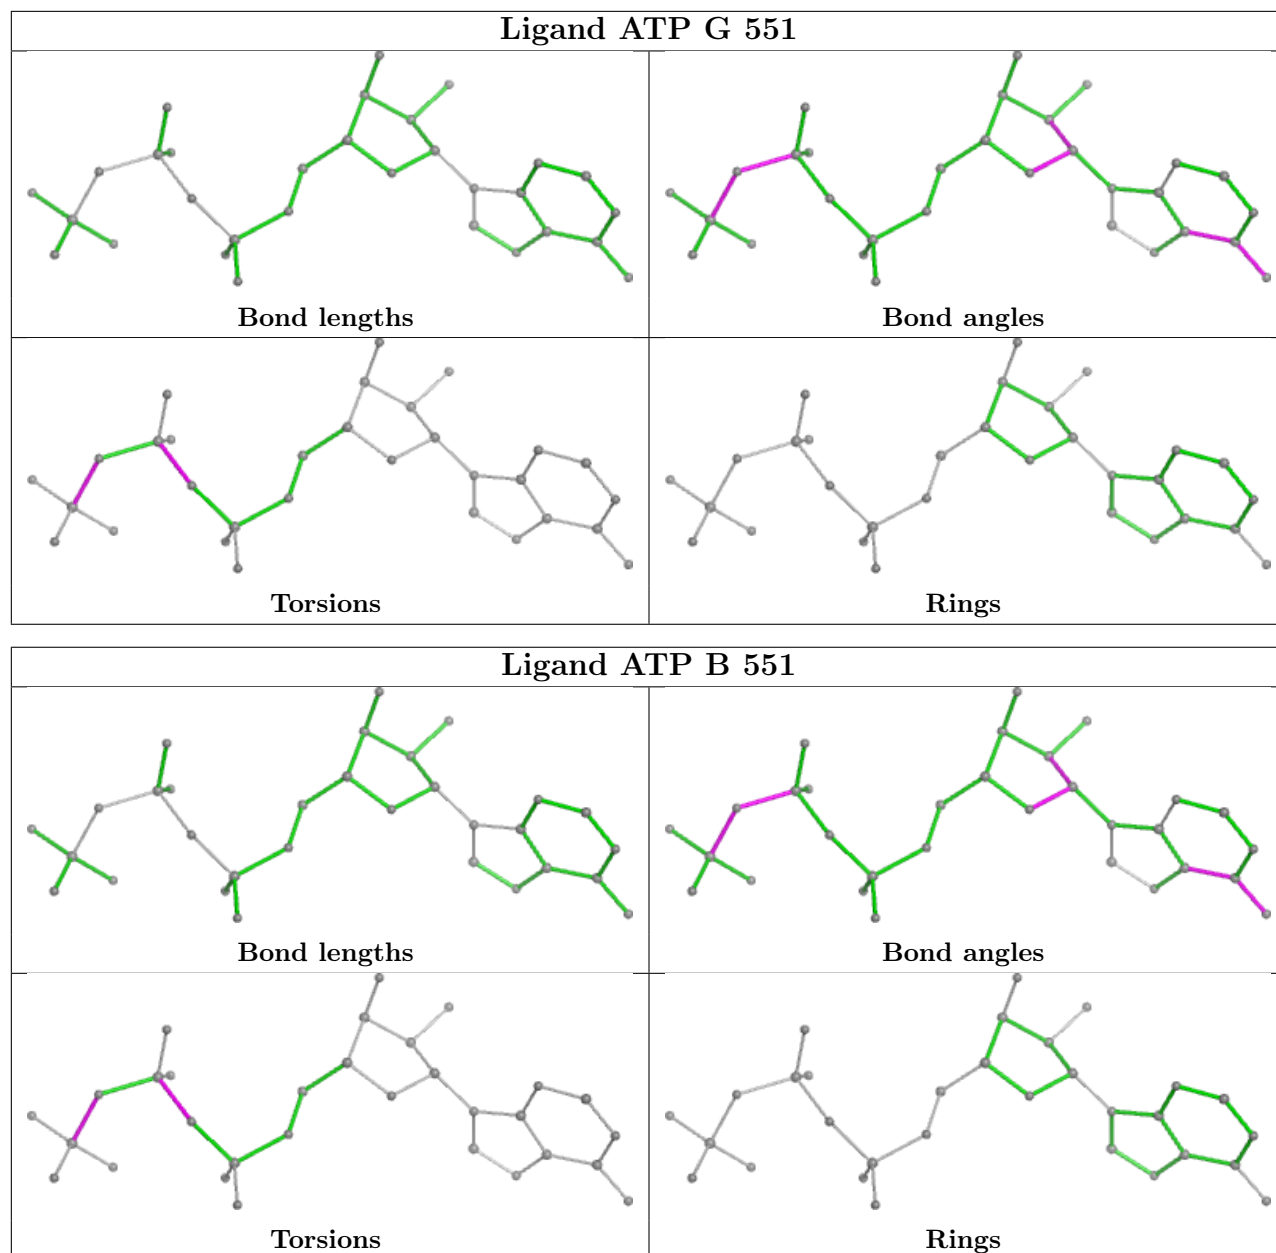 Ligand ATP G 551
Bond lengths
Bond angles
Torsions
Rings
Ligand ATP B 551
Bond lengths
Bond angles
Torsions
Rings